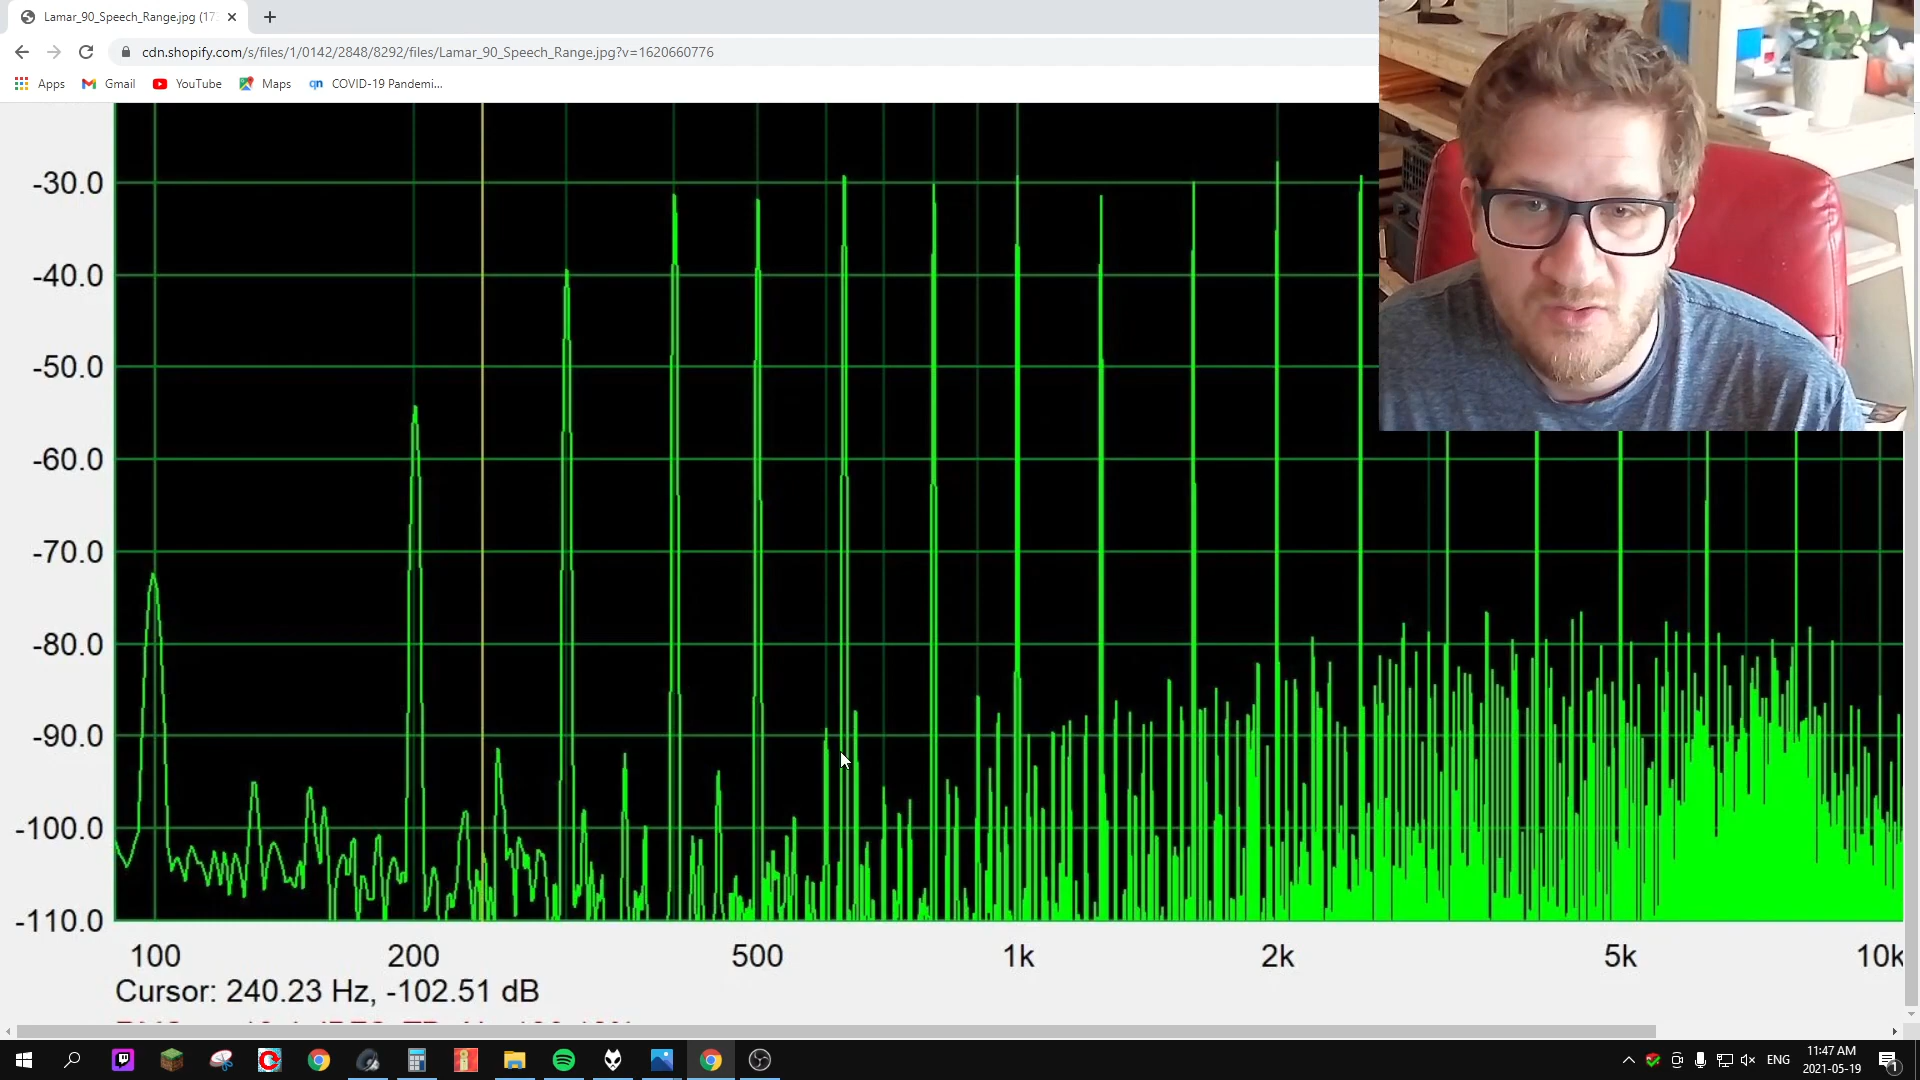 Lamar_90_Speech_Range.jpg (17
cdn.shopify.com/s/files/1/0142/2848/8292/files/Lamar_90_Speech_Range.jpg?v=1620660776
Apps Gmail YouTube Maps qn COVID-19 Pandemi...
-30.0
-40.0
-50.0
-60.0
-70.0
-80.0
-90.0
-100.0
-110.0
100 200 500 1k 2k 5k 10k
Cursor: 240.23 Hz, -102.51 dB
ENG
11:47 AM
2021-05-19
1